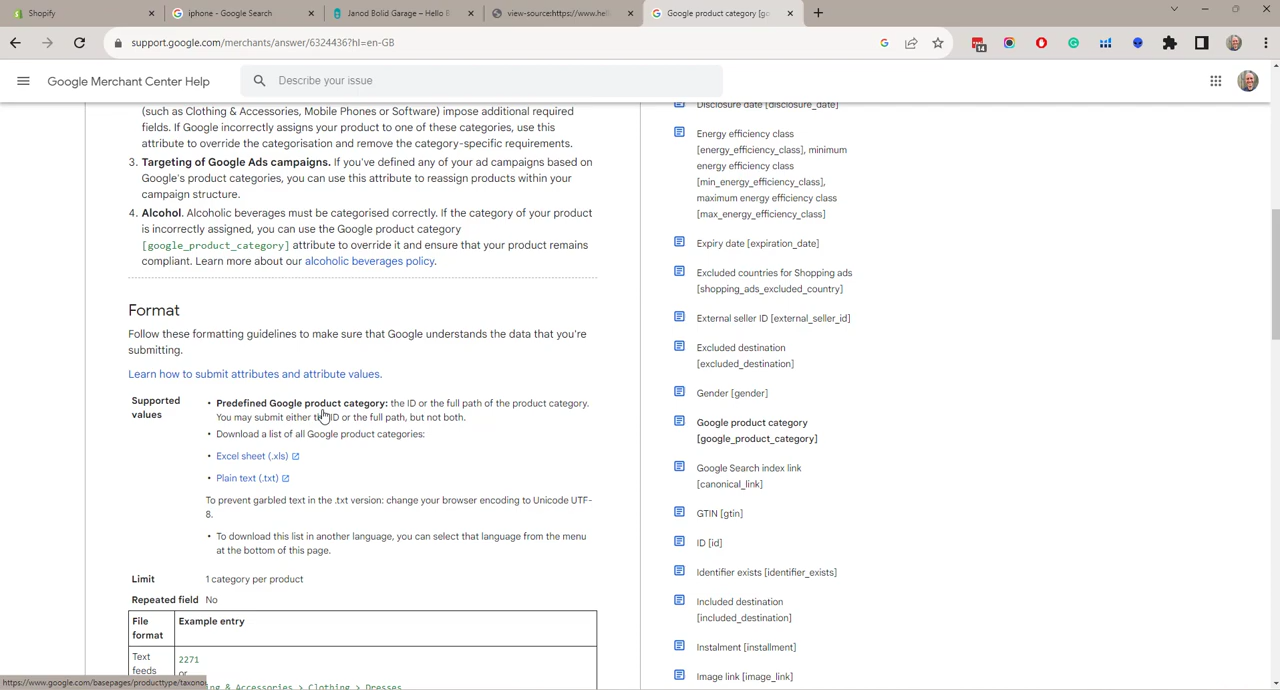 Shopify
iphone - Google Search
Janod Bolid Garage – Hello B
view-source:https://www.hello
Google product category [goo
support.google.com/merchants/answer/6324436?hl=en-GB
14
Google Merchant Center Help
Describe your issue
(such as Clothing & Accessories, Mobile Phones or Software) impose additional required
fields. If Google incorrectly assigns your product to one of these categories, use this
attribute to override the categorisation and remove the category-specific requirements.
3. Targeting of Google Ads campaigns. If you've defined any of your ad campaigns based on
Google's product categories, you can use this attribute to reassign products within your
campaign structure.
4. Alcohol. Alcoholic beverages must be categorised correctly. If the category of your product
is incorrectly assigned, you can use the Google product category
[google_product_category] attribute to override it and ensure that your product remains
compliant. Learn more about our alcoholic beverages policy.
Format
Follow these formatting guidelines to make sure that Google understands the data that you're
submitting.
Learn how to submit attributes and attribute values.
Supported
values
• Predefined Google product category: the ID or the full path of the product category.
You may submit either the ID or the full path, but not both.
• Download a list of all Google product categories:
• Excel sheet (.xls)
• Plain text (.txt)
To prevent garbled text in the .txt version: change your browser encoding to Unicode UTF-
8.
• To download this list in another language, you can select that language from the menu
at the bottom of this page.
Limit 1 category per product
Repeated field No
File
format
Example entry
Text
feeds
2271
or
ng & Accessories > Clothing > Dresses
https://www.google.com/basepages/producttype/taxono
Disclosure date [disclosure_date]
Energy efficiency class
[energy_efficiency_class], minimum
energy efficiency class
[min_energy_efficiency_class],
maximum energy efficiency class
[max_energy_efficiency_class]
Expiry date [expiration_date]
Excluded countries for Shopping ads
[shopping_ads_excluded_country]
External seller ID [external_seller_id]
Excluded destination
[excluded_destination]
Gender [gender]
Google product category
[google_product_category]
Google Search index link
[canonical_link]
GTIN [gtin]
ID [id]
Identifier exists [identifier_exists]
Included destination
[included_destination]
Instalment [installment]
Image link [image_link]